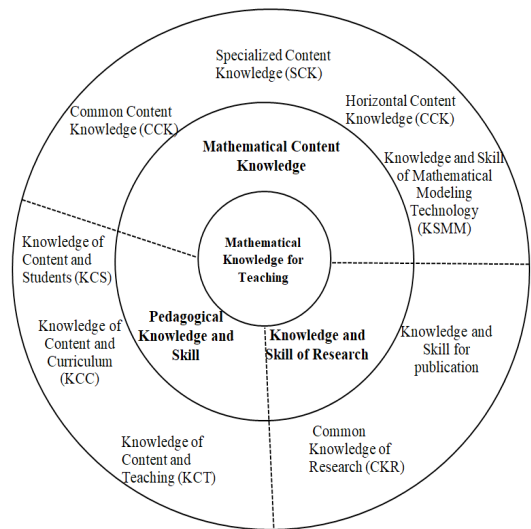 Specialized Content
Knowledge (SCK)
Horizontal Content
Knowledge (CCK)
Common Content
Knowledge (CCK)
Mathematical Content
Knowledge
Knowledge and Skill
of Mathematical
Modeling
Technology
(KSMM)
Mathematical
Knowledge for
Teaching
Knowledge of
Content and
Students (KCS)
Pedagogical
Knowledge and
Skill
Knowledge and
Skill of Research
Knowledge of
Content and
Curriculum
(KCC)
Knowledge and
Skill for
publication
Knowledge of
Content and
Teaching (KCT)
Common
Knowledge of
Research (CKR)